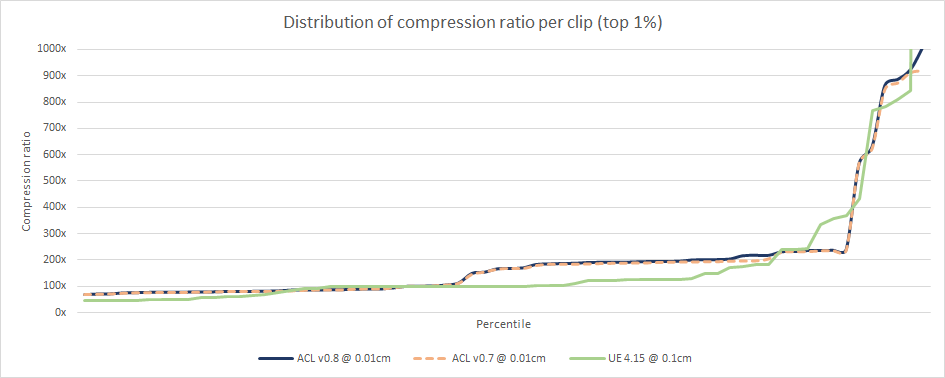 Distribution of compression ratio per clip (top 1%)
1000x
900x
800x
700x
600x
500x
400x
300x
200x
100x
0x
Compression ratio
Percentile
ACL v0.8 @ 0.01cm
ACL v0.7 @ 0.01cm
UE 4.15 @ 0.1cm